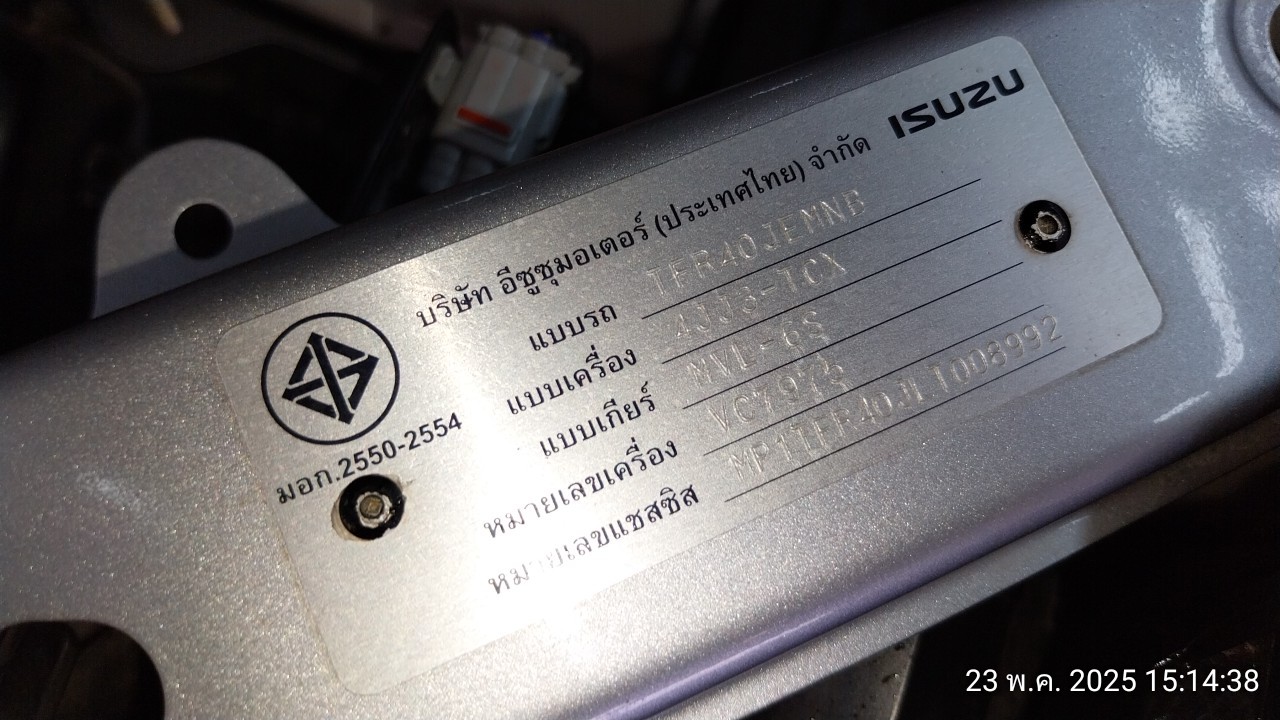 ISUZU
บริษัท อีซูซุมอเตอร์ (ประเทศไทย) จำกัด
แบบรถ TFR40JEMNB
แบบเครื่อง 4JJ3-TCX
แบบเกียร์ MVL-6S
หมายเลขเครื่อง VC7973
หมายเลขแชสซิส MP1TFR40JLT008992
มอก.2550-2554
23 พ.ค. 2025 15:14:38